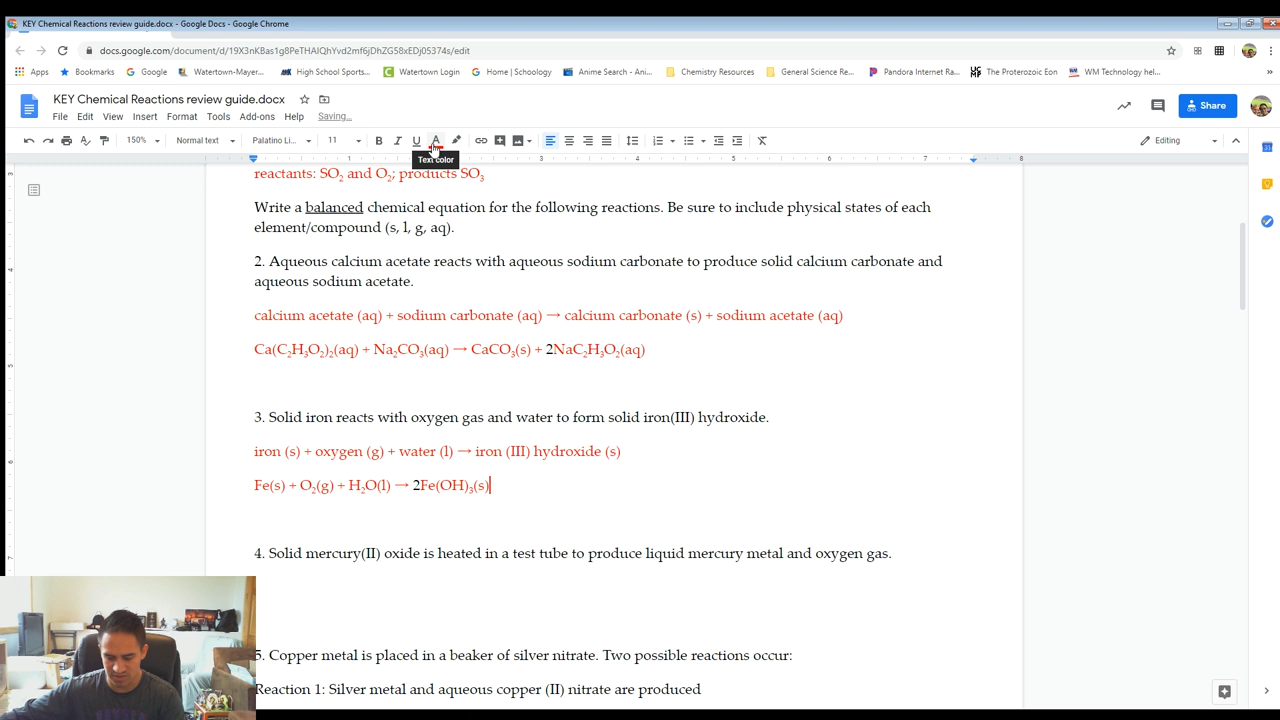 KEY Chemical Reactions review guide.docx - Google Docs - Google Chrome
docs.google.com/document/d/19X3nKBas1g8PeTHAIQhYvd2mf6jDhZG58xEDj05374s/edit
Apps Bookmarks Google Watertown-Mayer... High School Sports... Watertown Login Home | Schoology Anime Search - Ani... Chemistry Resources General Science Re... Pandora Internet Ra... The Proterozoic Eon WM Technology hel... »
KEY Chemical Reactions review guide.docx
File Edit View Insert Format Tools Add-ons Help Saving...
Share
150% Normal text Palatino Li... 11 B I U A Editing
Text color
1 2 3 4 5 6 7 8
reactants: SO₂ and O₂; products SO₃
Write a balanced chemical equation for the following reactions. Be sure to include physical states of each
element/compound (s, l, g, aq).
2. Aqueous calcium acetate reacts with aqueous sodium carbonate to produce solid calcium carbonate and
aqueous sodium acetate.
calcium acetate (aq) + sodium carbonate (aq) → calcium carbonate (s) + sodium acetate (aq)
Ca(C₂H₃O₂)₂(aq) + Na₂CO₃(aq) → CaCO₃(s) + 2NaC₂H₃O₂(aq)
3. Solid iron reacts with oxygen gas and water to form solid iron(III) hydroxide.
iron (s) + oxygen (g) + water (l) → iron (III) hydroxide (s)
Fe(s) + O₂(g) + H₂O(l) → 2Fe(OH)₃(s)
4. Solid mercury(II) oxide is heated in a test tube to produce liquid mercury metal and oxygen gas.
5. Copper metal is placed in a beaker of silver nitrate. Two possible reactions occur:
Reaction 1: Silver metal and aqueous copper (II) nitrate are produced